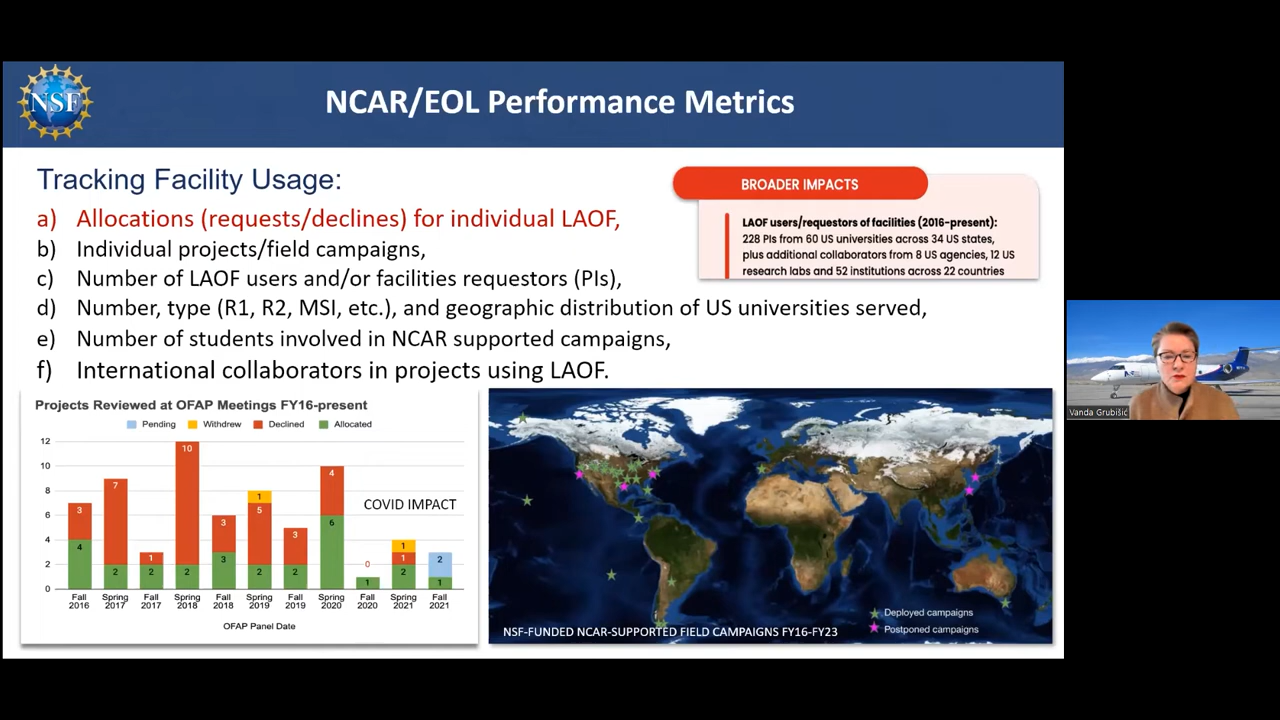 NSF
NCAR/EOL Performance Metrics
Tracking Facility Usage:
a) Allocations (requests/declines) for individual LAOF,
b) Individual projects/field campaigns,
c) Number of LAOF users and/or facilities requestors (PIs),
d) Number, type (R1, R2, MSI, etc.), and geographic distribution of US universities served,
e) Number of students involved in NCAR supported campaigns,
f) International collaborators in projects using LAOF.
BROADER IMPACTS
LAOF users/requestors of facilities (2016-present):
228 PIs from 60 US universities across 34 US states,
plus additional collaborators from 8 US agencies, 12 US
research labs and 52 institutions across 22 countries
Projects Reviewed at OFAP Meetings FY16-present
Pending Withdrew Declined Allocated
12
10
8
6
4
2
0
3
7
1
10
3
1
5
3
4
0
1
1
2
4
2
2
2
3
2
2
6
1
2
1
COVID IMPACT
Fall Spring Fall Spring Fall Spring Fall Spring Fall Spring Fall
2016 2017 2017 2018 2018 2019 2019 2020 2020 2021 2021
OFAP Panel Date
Deployed campaigns
Postponed campaigns
NSF-FUNDED NCAR-SUPPORTED FIELD CAMPAIGNS FY16-FY23
Vanda Grubišić